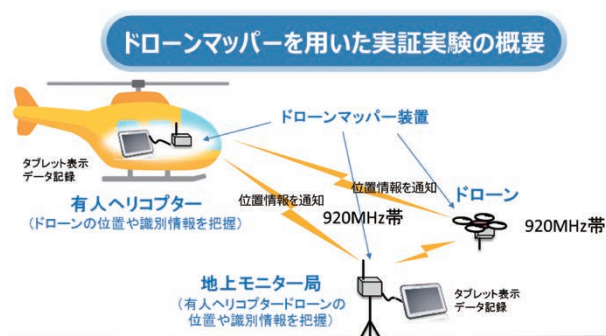 ドローンマッパーを用いた実証実験の概要
ドローンマッパー装置
タブレット表示
データ記録
有人ヘリコプター
(ドローンの位置や識別情報を把握)
位置情報を通知
位置情報を通知
920MHz帯
ドローン
920MHz帯
地上モニター局
(有人ヘリコプタードローンの
位置や識別情報を把握)
タブレット表示
データ記録